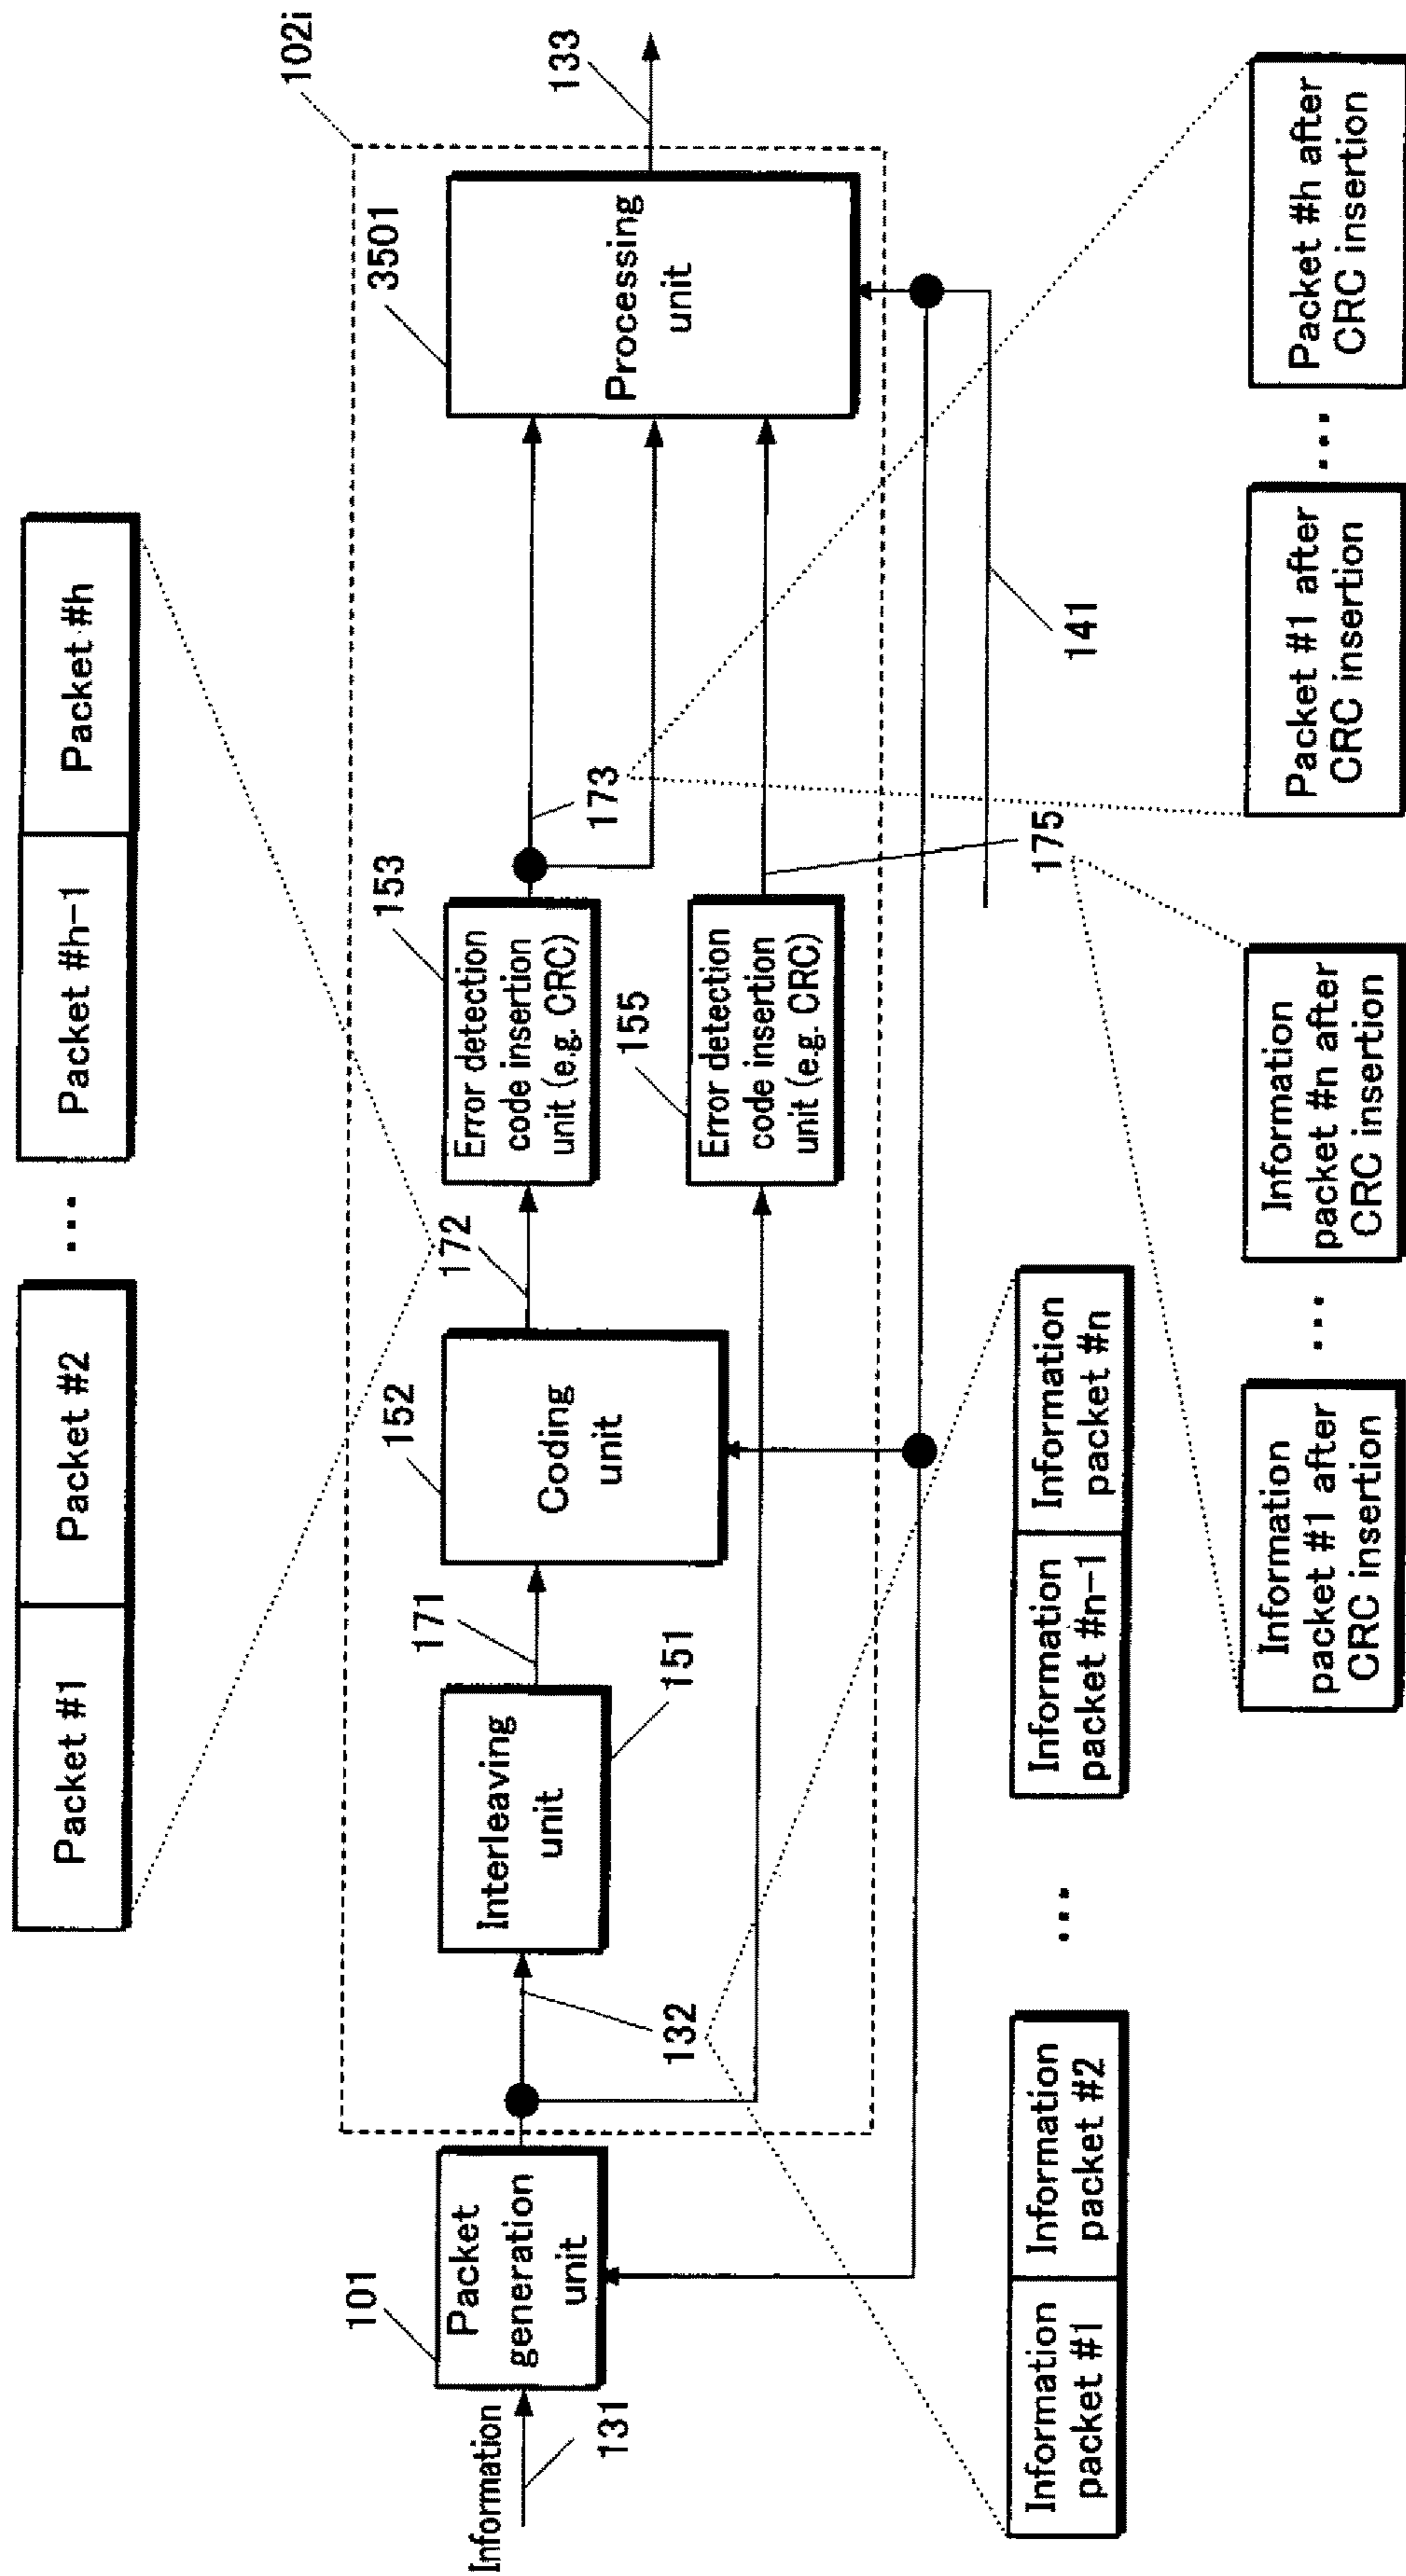 Packet #1
Packet #2
...
Packet #h-1
Packet #h
102i
101
152
153
3501
172
171
173
133
Information
131
Packet
generation
unit
132
Interleaving
unit
151
Coding
unit
Error detection
code insertion
unit (e.g. CRC)
155
Error detection
code insertion
unit (e.g. CRC)
Processing
unit
175
141
Information
packet #1
Information
packet #2
...
Information
packet #n-1
Information
packet #n
Information
packet #1 after
CRC insertion
...
Information
packet #n after
CRC insertion
Packet #1 after
CRC insertion
...
Packet #h after
CRC insertion